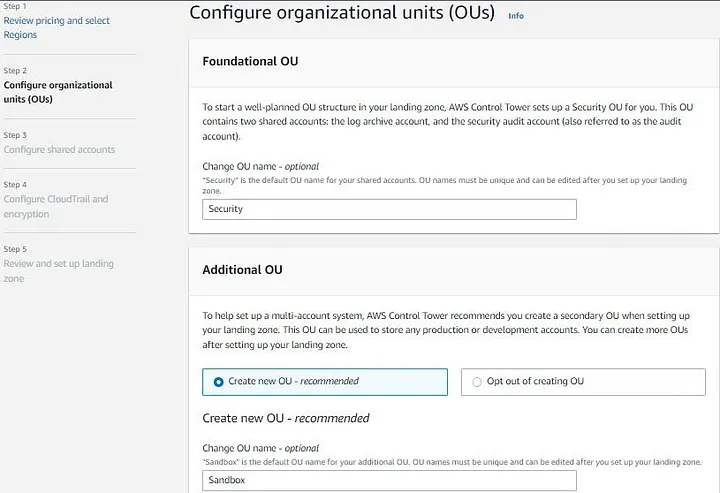 Step 1
Review pricing and select
Regions
Step 2
Configure organizational
units (OUs)
Step 3
Configure shared accounts
Step 4
Configure CloudTrail and
encryption
Step 5
Review and set up landing
zone
Configure organizational units (OUs) Info
Foundational OU
To start a well-planned OU structure in your landing zone, AWS Control Tower sets up a Security OU for you. This OU
contains two shared accounts: the log archive account, and the security audit account (also referred to as the audit
account).
Change OU name - optional
"Security" is the default OU name for your shared accounts. OU names must be unique and can be edited after you set up your landing
zone.
Security
Additional OU
To help set up a multi-account system, AWS Control Tower recommends you create a secondary OU when setting up
your landing zone. This OU can be used to store any production or development accounts. You can create more OUs
after setting up your landing zone.
Create new OU - recommended
Opt out of creating OU
Create new OU - recommended
Change OU name - optional
"Sandbox" is the default OU name for your additional OU. OU names must be unique and can be edited after you set up your landing zone.
Sandbox